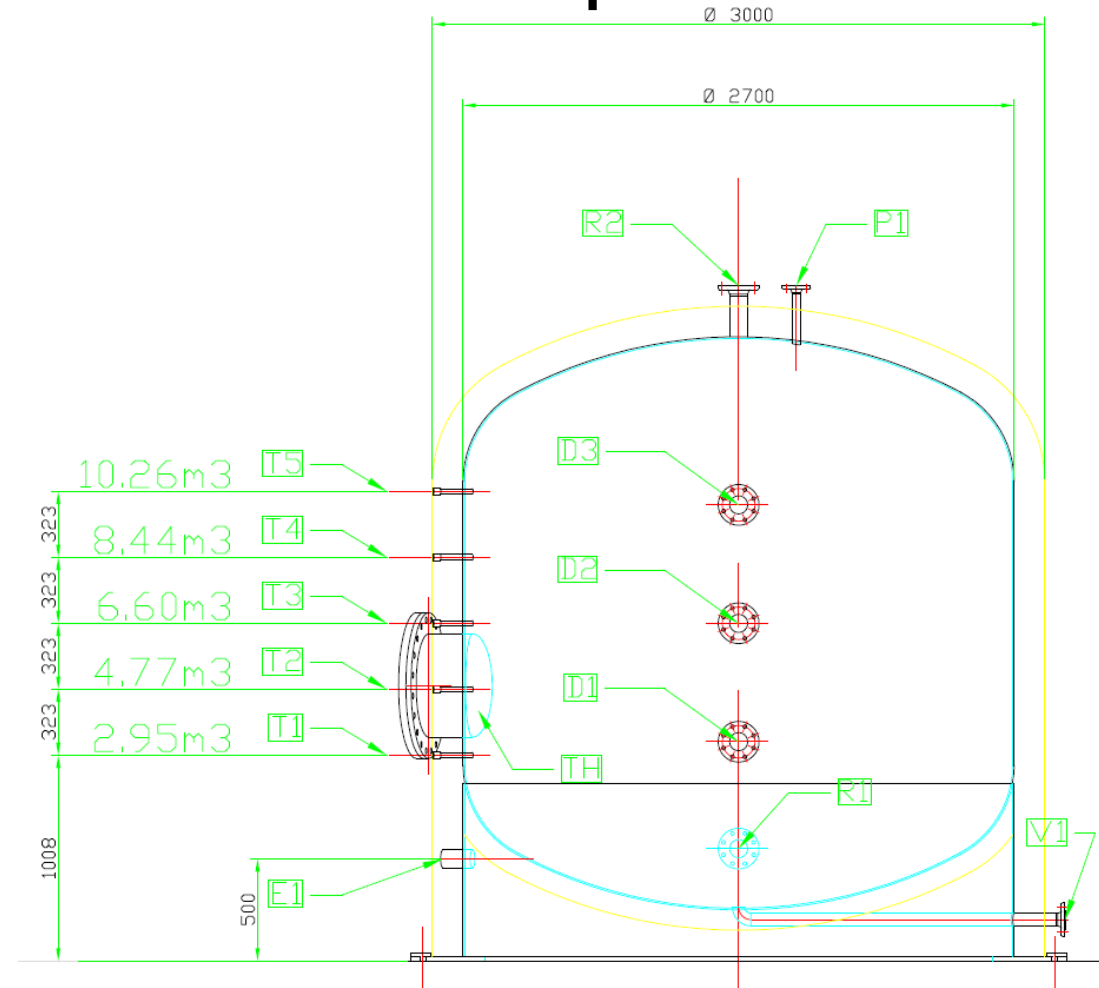 Ø 3000
Ø 2700
R2
P1
10.26m3
T5
D3
323
8.44m3
T4
323
D2
6.60m3
T3
323
4.77m3
T2
D1
323
2.95m3
T1
TH
R1
V1
1008
E1
500